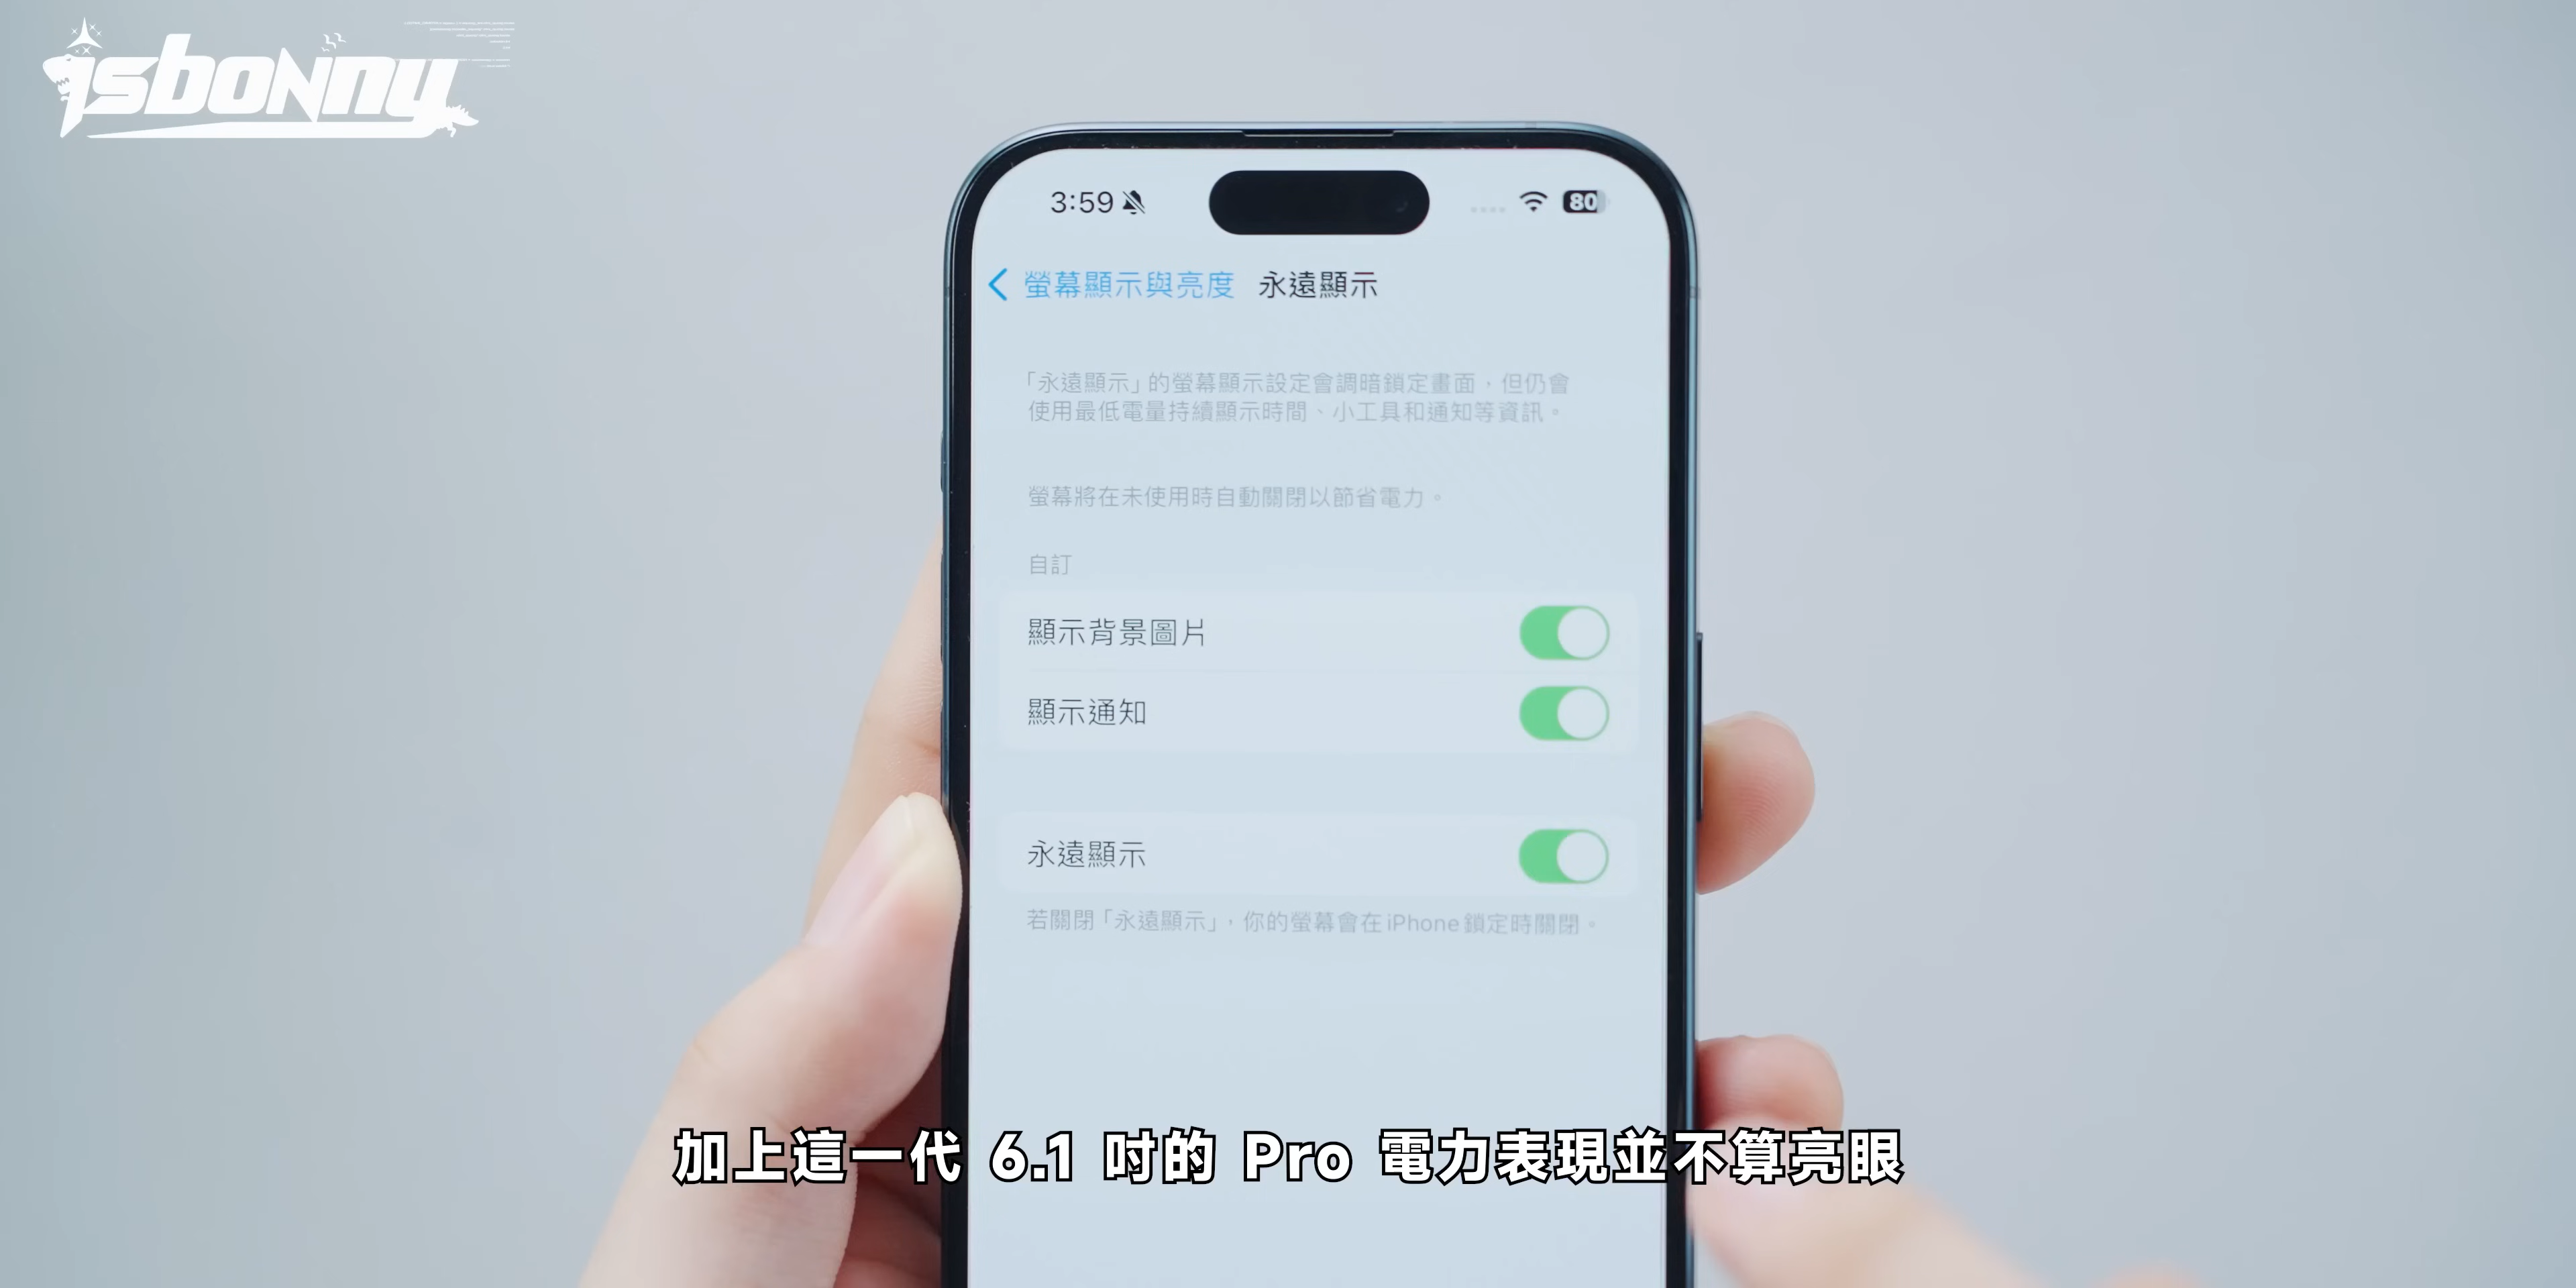 isbonny
3:59
80
螢幕顯示與亮度 永遠顯示
「永遠顯示」的螢幕顯示設定會調暗鎖定畫面，但仍會
使用最低電量持續顯示時間、小工具和通知等資訊。
螢幕將在未使用時自動關閉以節省電力。
自訂
顯示背景圖片
顯示通知
永遠顯示
若關閉「永遠顯示」，你的螢幕會在 iPhone 鎖定時關閉。
加上這一代 6.1 吋的 Pro 電力表現並不算亮眼